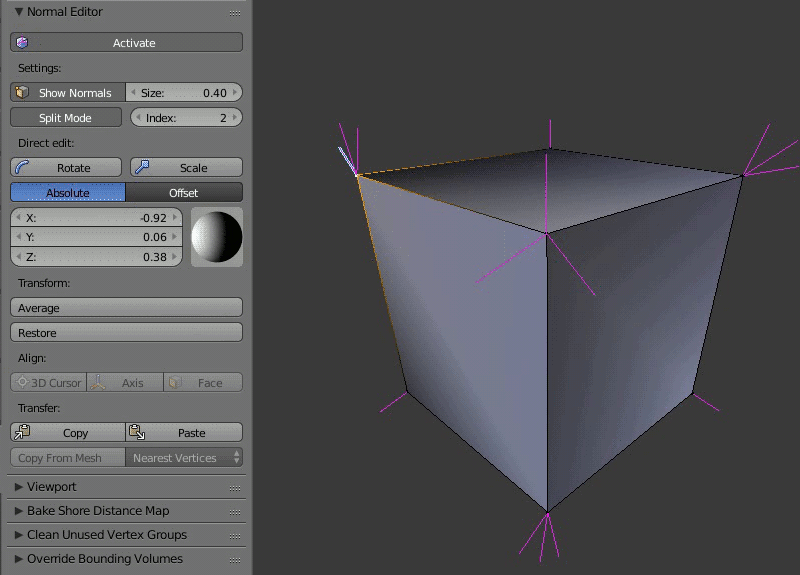 Normal Editor
Activate
Settings:
Show Normals Size: 0.40
Split Mode Index: 2
Direct edit:
Rotate Scale
Absolute Offset
X: -0.92
Y: 0.06
Z: 0.38
Transform:
Average
Restore
Align:
3D Cursor Axis Face
Transfer:
Copy Paste
Copy From Mesh Nearest Vertices
Viewport
Bake Shore Distance Map
Clean Unused Vertex Groups
Override Bounding Volumes